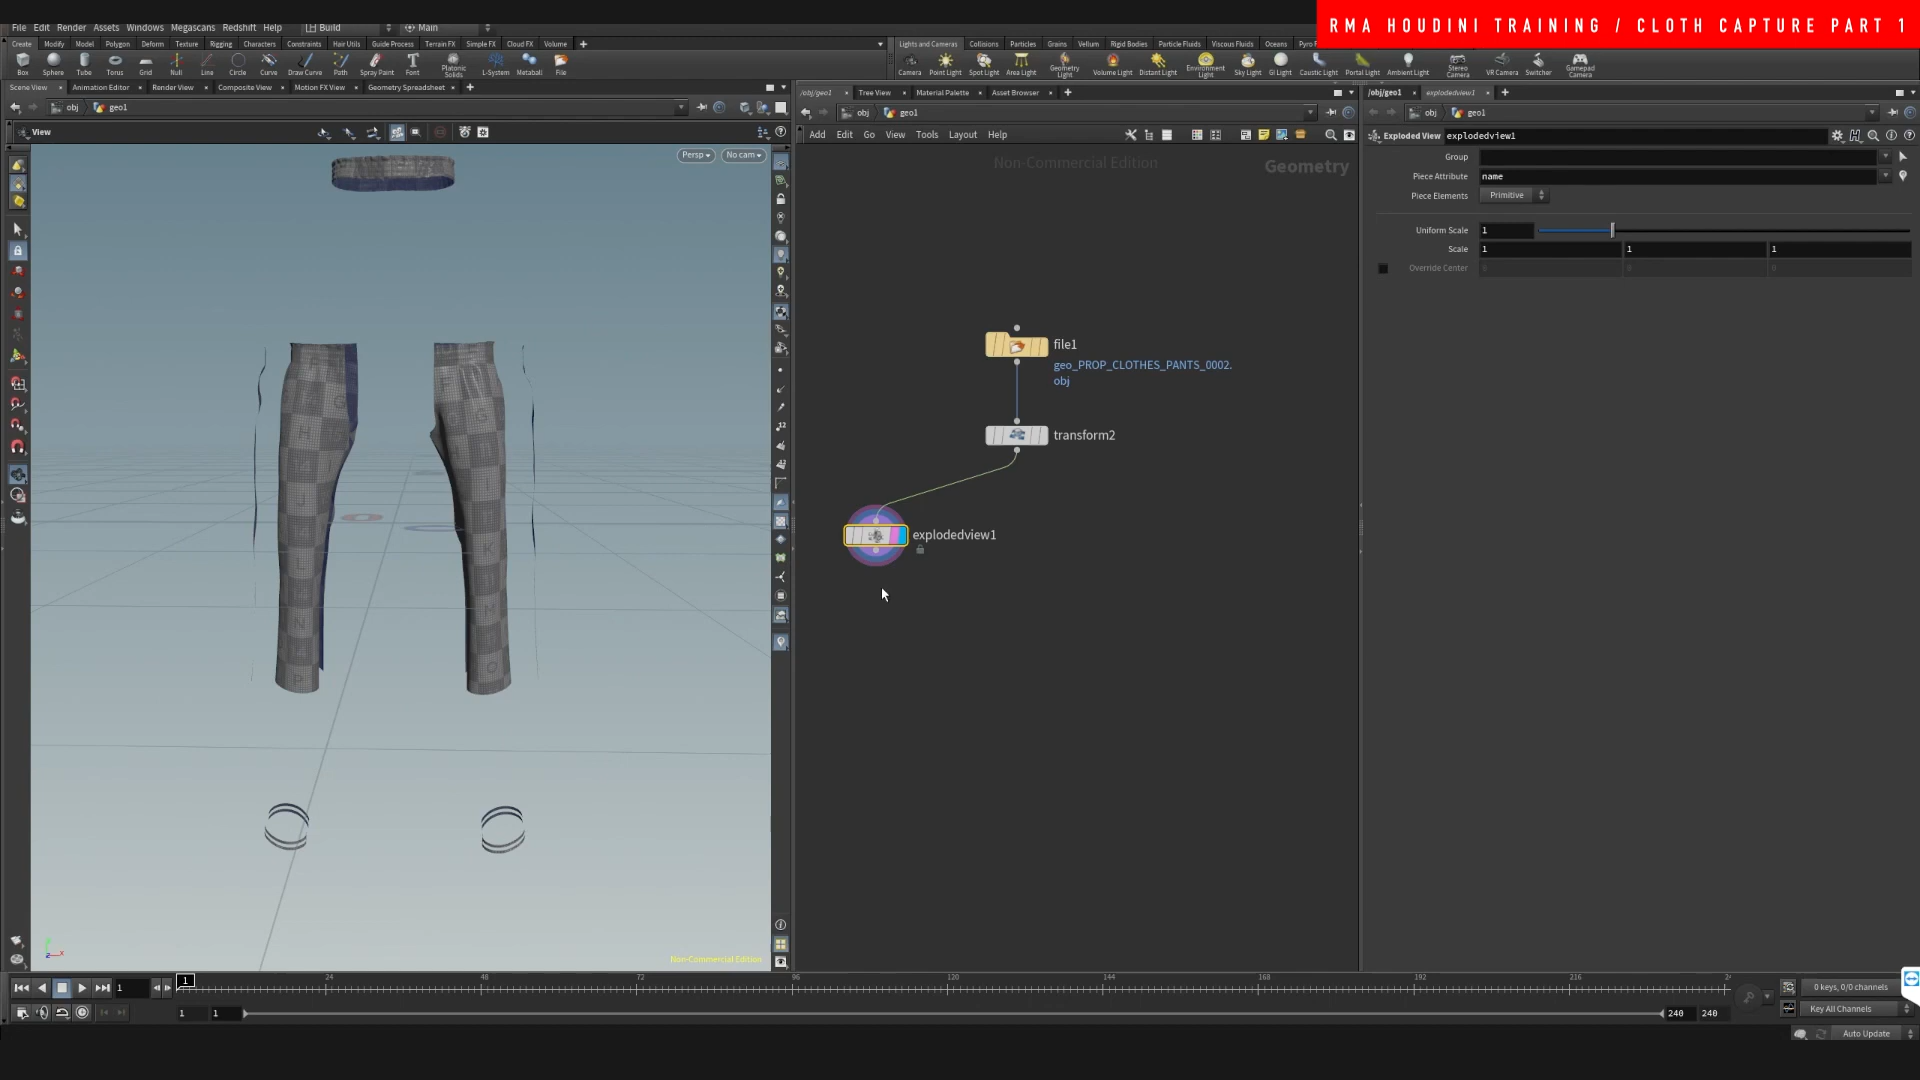 RMA HOUDINI TRAINING / CLOTH CAPTURE PART 1
File Edit Render Assets Windows Megascans Redshift Help Build Main
Create Modify Model Polygon Deform Texture Rigging Characters Constraints Hair Utils Guide Process Terrain FX Simple FX Cloud FX Volume
Lights and Cameras Collisions Particles Grains Vellum Rigid Bodies Particle Fluids Viscous Fluids Oceans Pyro F
Box Sphere Tube Torus Grid Null Line Circle Curve Draw Curve Path Spray Paint Font Platonic Solids L-System Metaball File
Camera Point Light Spot Light Area Light Geometry Light Volume Light Distant Light Environment Light Sky Light GI Light Caustic Light Portal Light Ambient Light Stereo Camera VR Camera Switcher Gamepad Camera
Scene View Animation Editor Render View Composite View Motion FX View Geometry Spreadsheet
/obj/geo1 Tree View Material Palette Asset Browser
/obj/geo1 explodedview1
obj geo1
obj geo1
obj geo1
View
Add Edit Go View Tools Layout Help
Exploded View explodedview1
Persp No cam
Non-Commercial Edition
Geometry
Group
Piece Attribute name
Piece Elements Primitive
Uniform Scale 1
Scale 1 1 1
Override Center 0 0 0
file1
geo_PROP_CLOTHES_PANTS_0002.
obj
transform2
explodedview1
Non-Commercial Edition
1 24 48 72 96 120 144 168 192 216 2
1
0 keys, 0/0 channels
1 1 240 240
Key All Channels
Auto Update